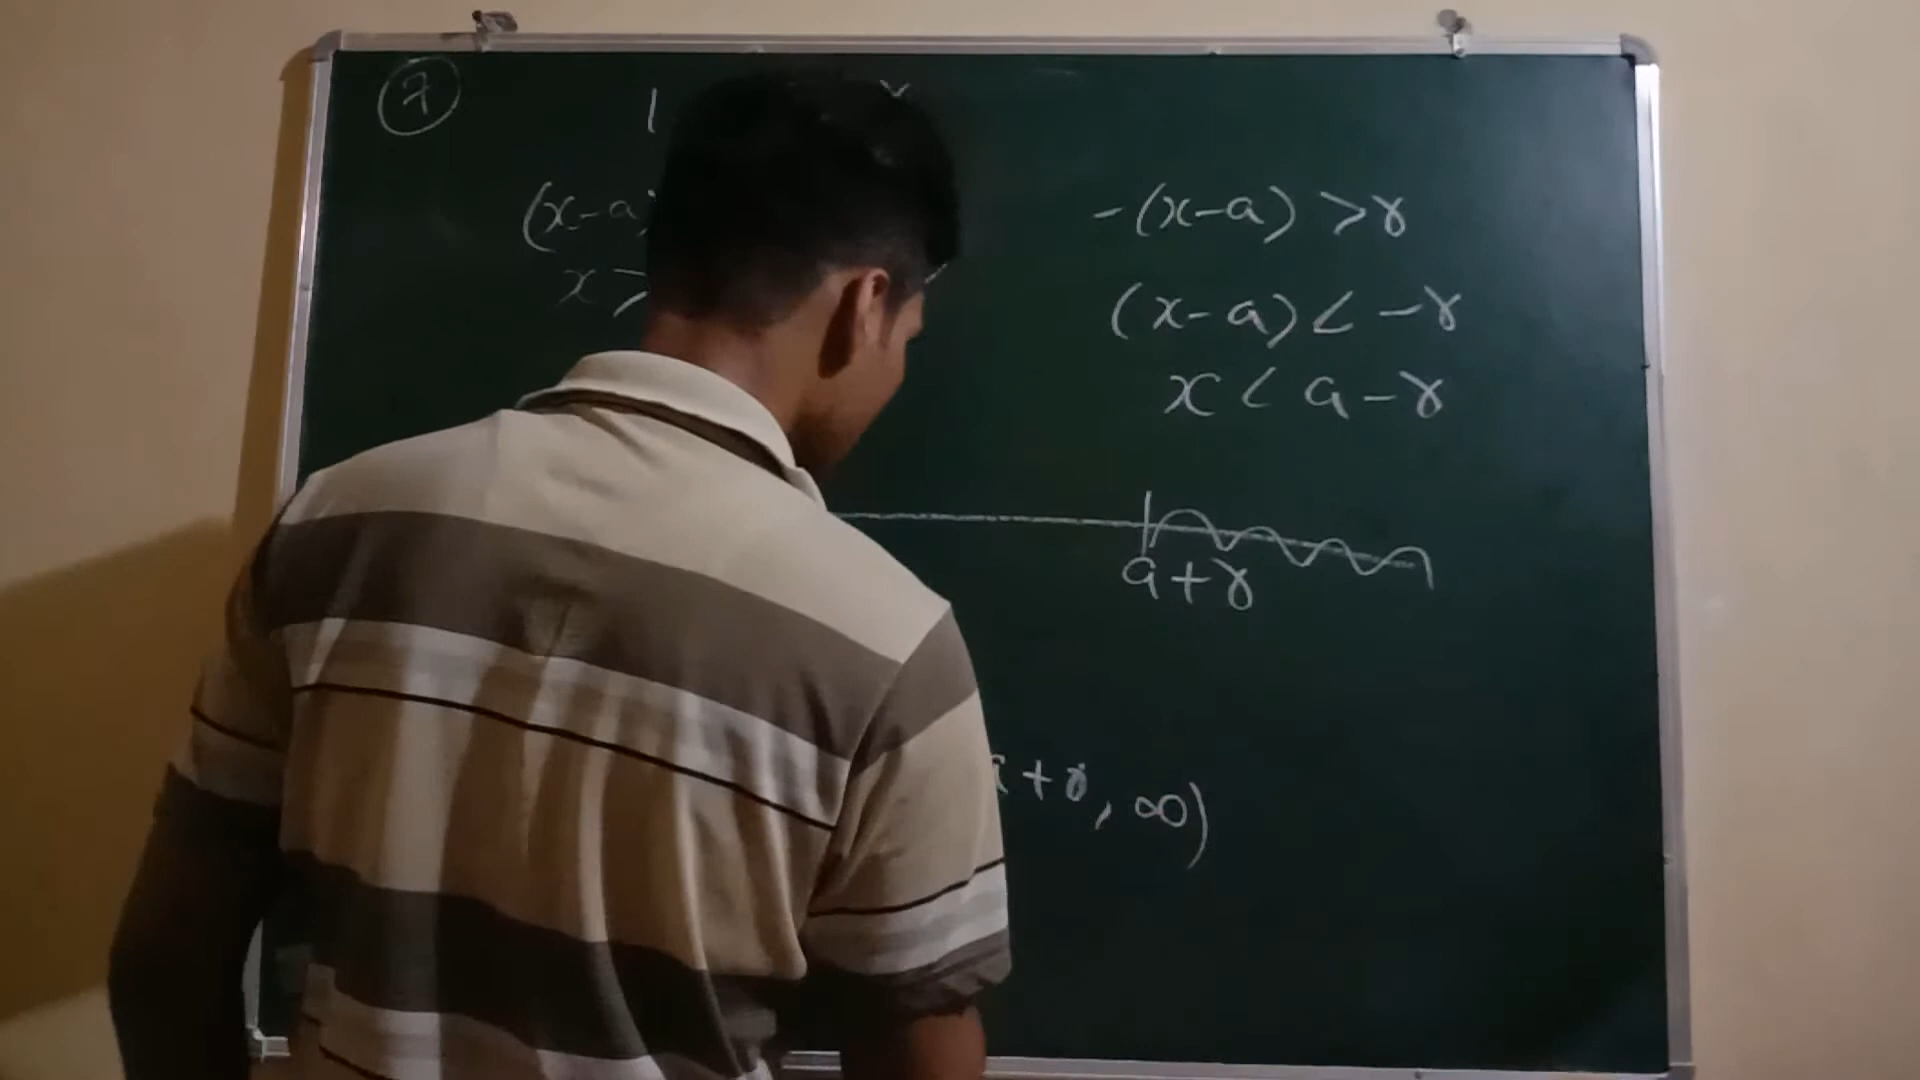 7
(x-a) -(x-a) >r
x> (x-a) < -r
x < a-r
a+r
+r, ∞)